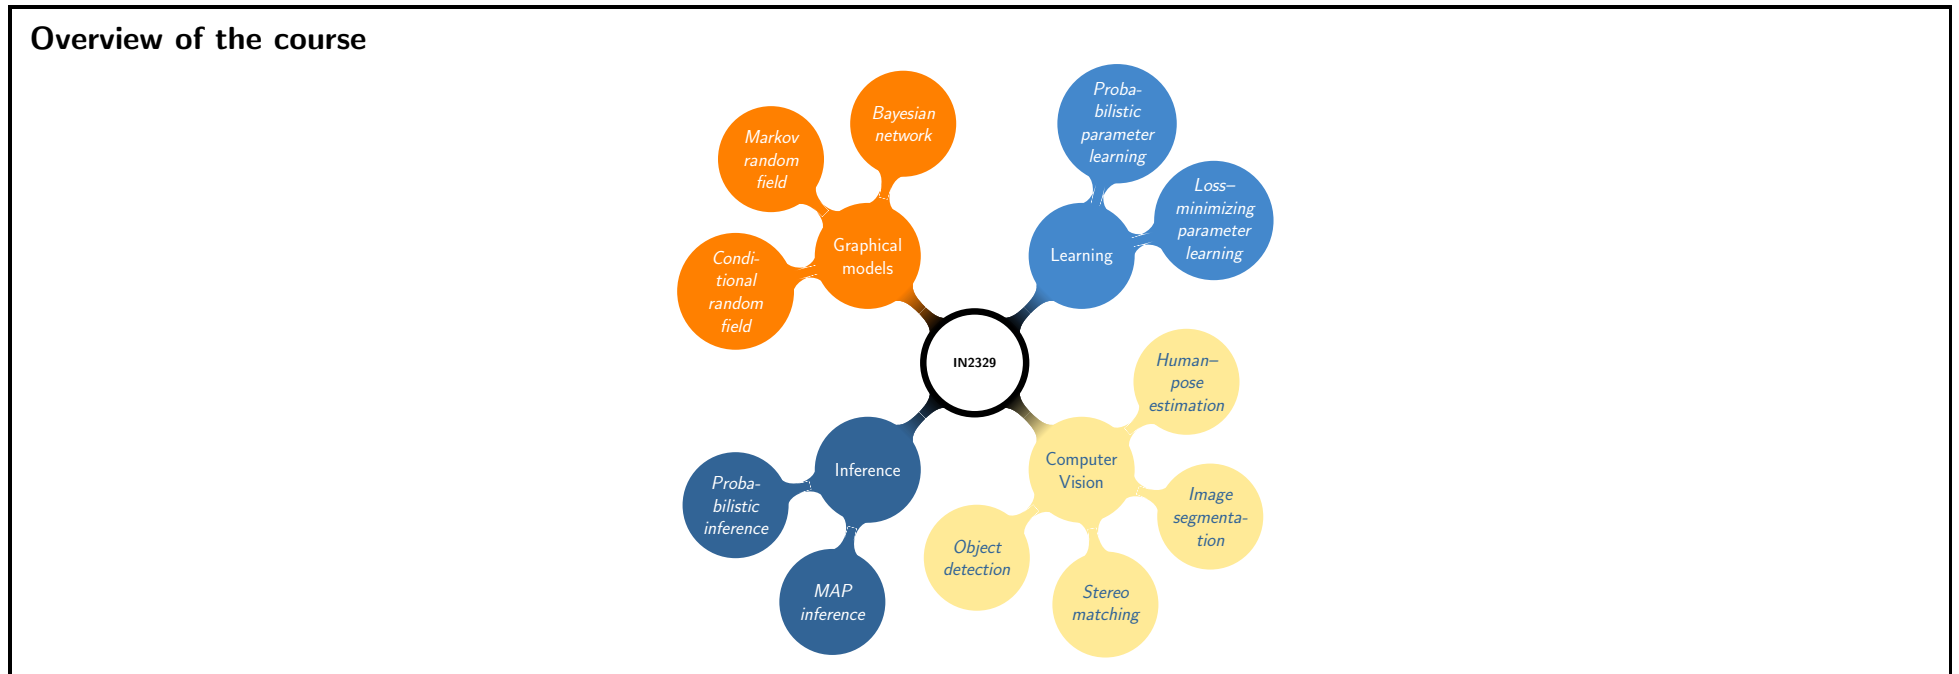 Overview of the course
Bayesian
network
Markov
random
field
Condi-
tional
random
field
Graphical
models
Proba-
bilistic
parameter
learning
Loss–
minimizing
parameter
learning
Learning
IN2329
Human–
pose
estimation
Image
segmenta-
tion
Computer
Vision
Object
detection
Stereo
matching
Inference
Proba-
bilistic
inference
MAP
inference